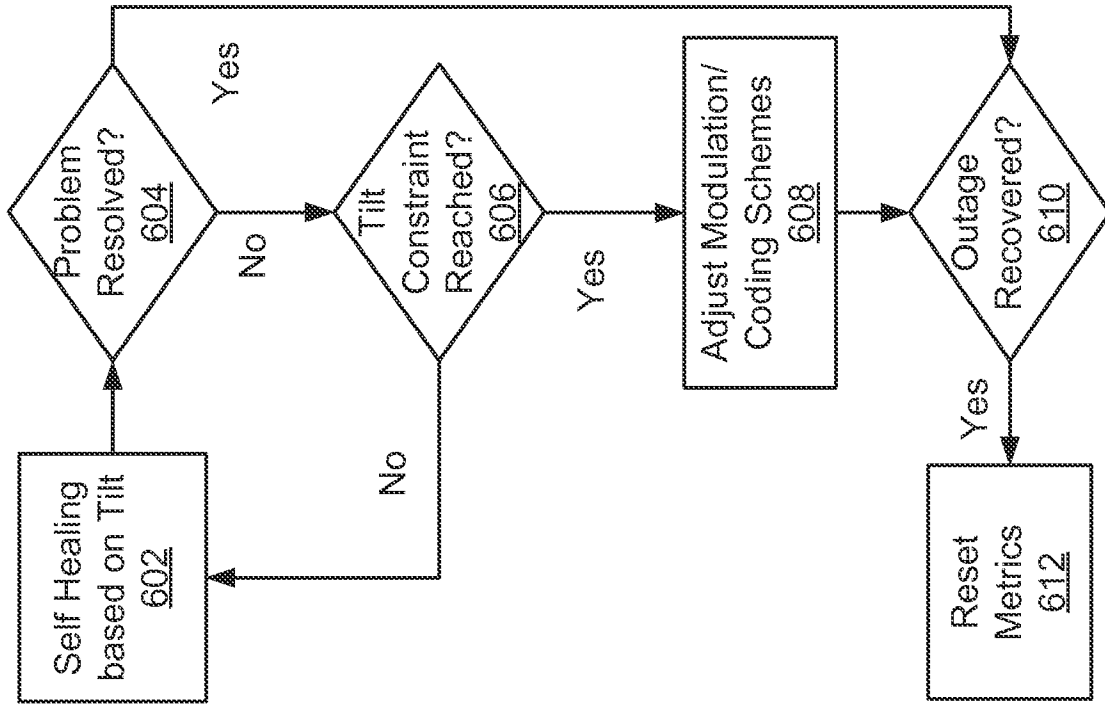 Self Healing
based on Tilt
602
Problem
Resolved?
604
Yes
No
Tilt
Constraint
Reached?
606
No
Yes
Adjust Modulation/
Coding Schemes
608
Outage
Recovered?
610
Yes
Reset
Metrics
612